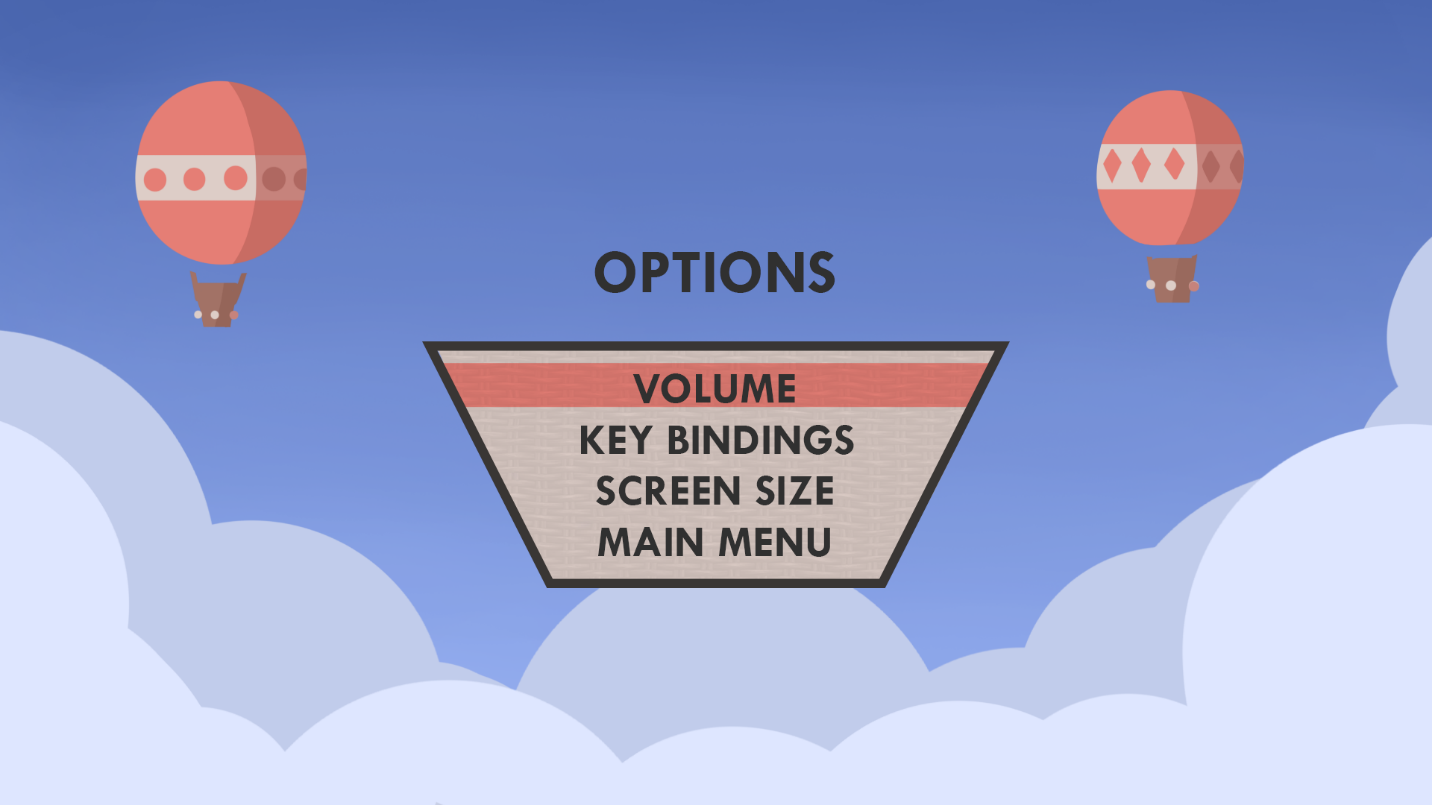 OPTIONS
VOLUME
KEY BINDINGS
SCREEN SIZE
MAIN MENU